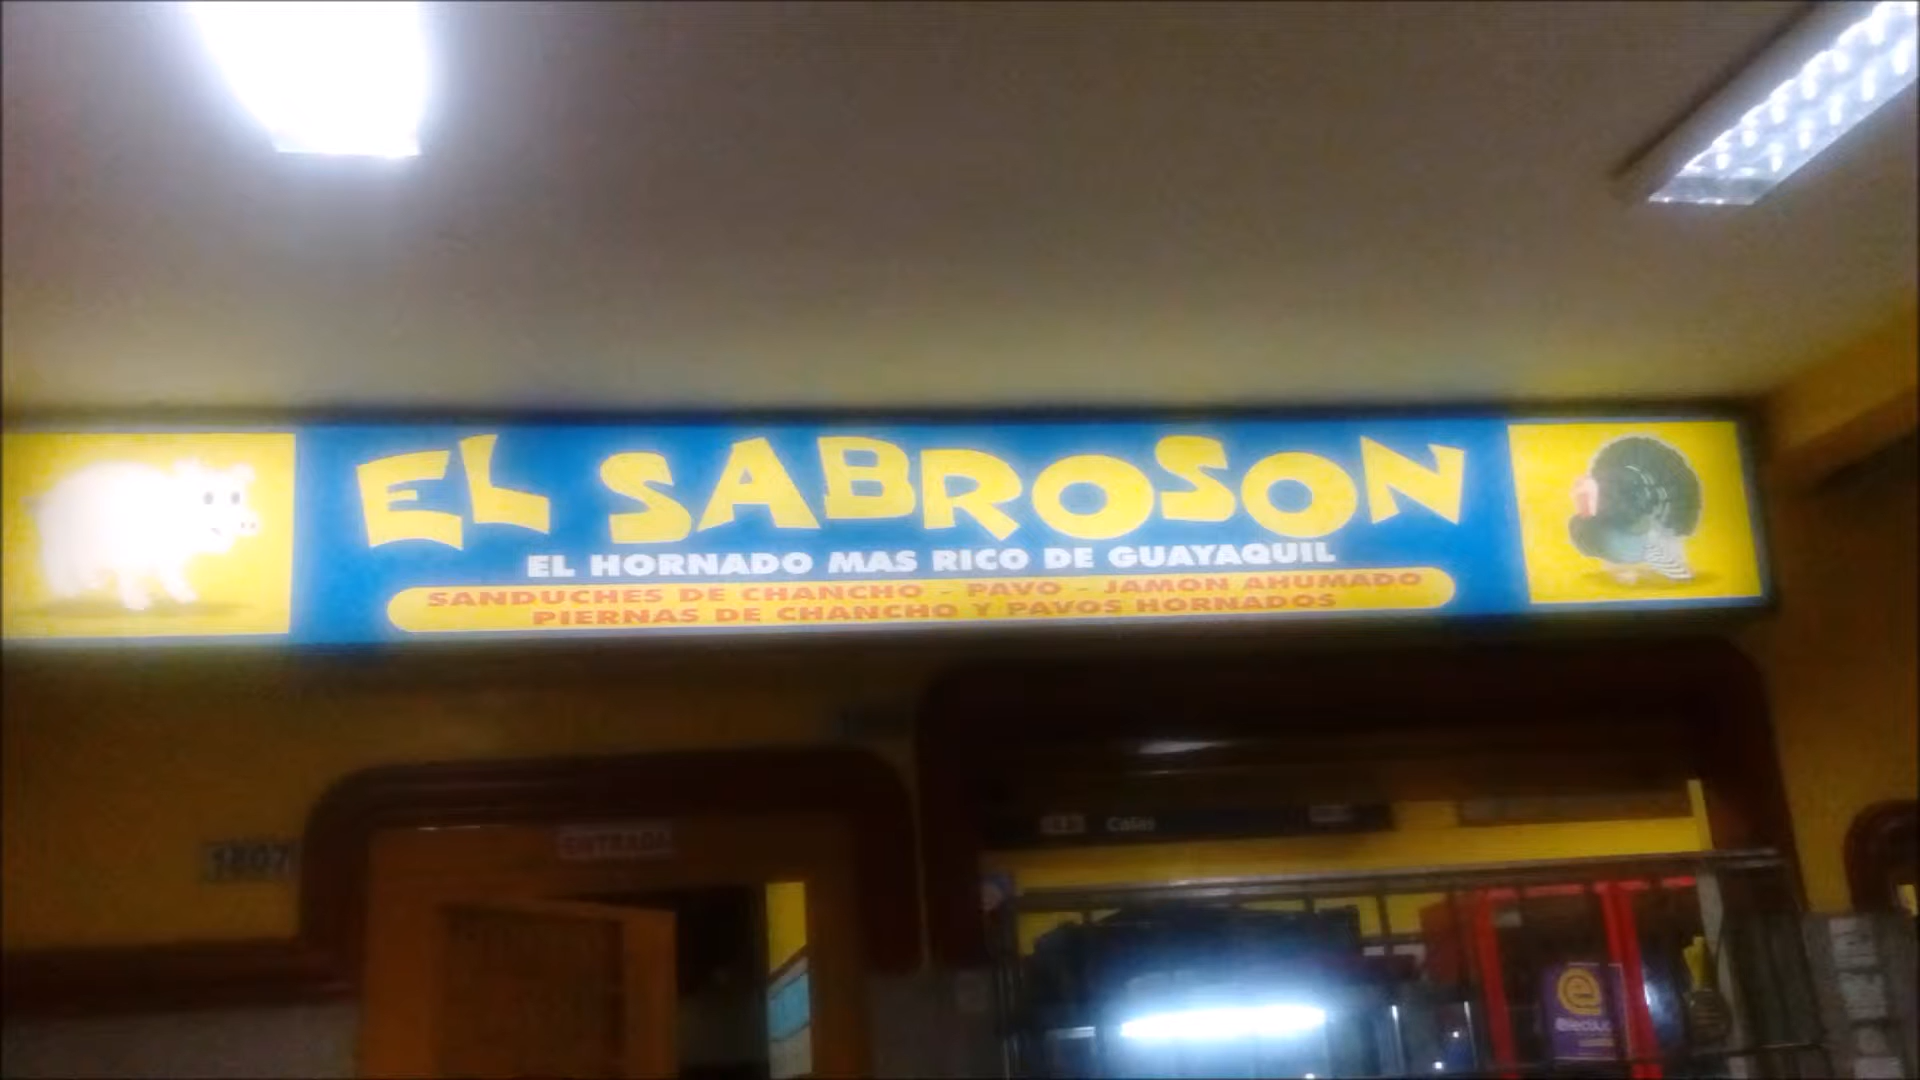 EL SABROSON
EL HORNADO MAS RICO DE GUAYAQUIL
SANDUCHES DE CHANCHO - PAVO - JAMON AHUMADO
PIERNAS DE CHANCHO Y PAVOS HORNADOS
1807
ENTRADA
e